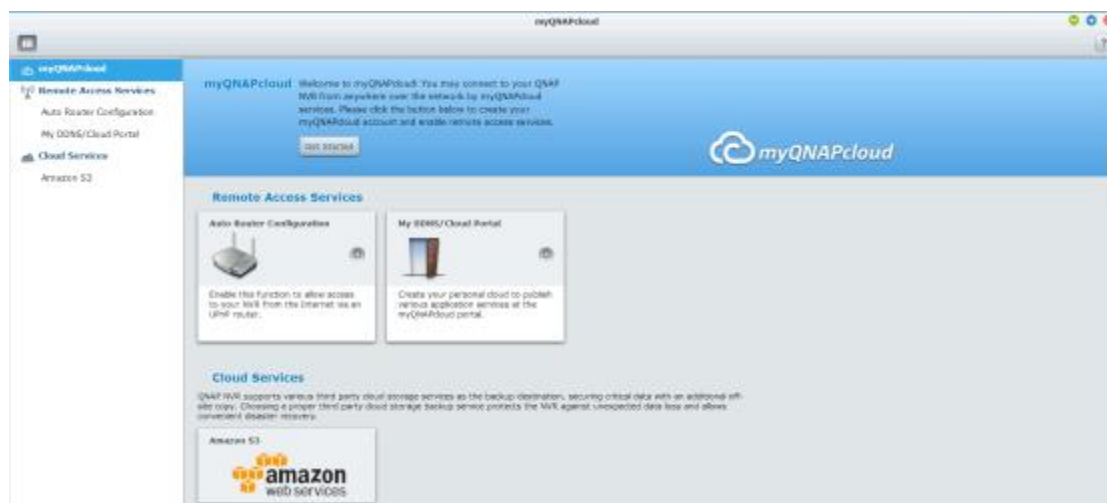 myQNAPcloud
myQNAPcloud
Remote Access Services
Auto Router Configuration
My DDNS/Cloud Portal
Cloud Services
Amazon S3
myQNAPcloud
Welcome to myQNAPcloud! You may connect to your QNAP
NVR from anywhere over the network by myQNAPcloud
services. Please click the button below to create your
myQNAPcloud account and enable remote access services.
Get Started
myQNAPcloud
Remote Access Services
Auto Router Configuration
Enable this function to allow access
to your NVR from the Internet via an
UPnP router.
My DDNS/Cloud Portal
Create your personal cloud to publish
various application services at the
myQNAPcloud portal.
Cloud Services
QNAP NVR supports various third party cloud storage services as the backup destination, securing critical data with an additional off-
site copy. Choosing a proper third party cloud storage backup service protects the NVR against unexpected data loss and allows
convenient disaster recovery.
Amazon S3
amazon
web services